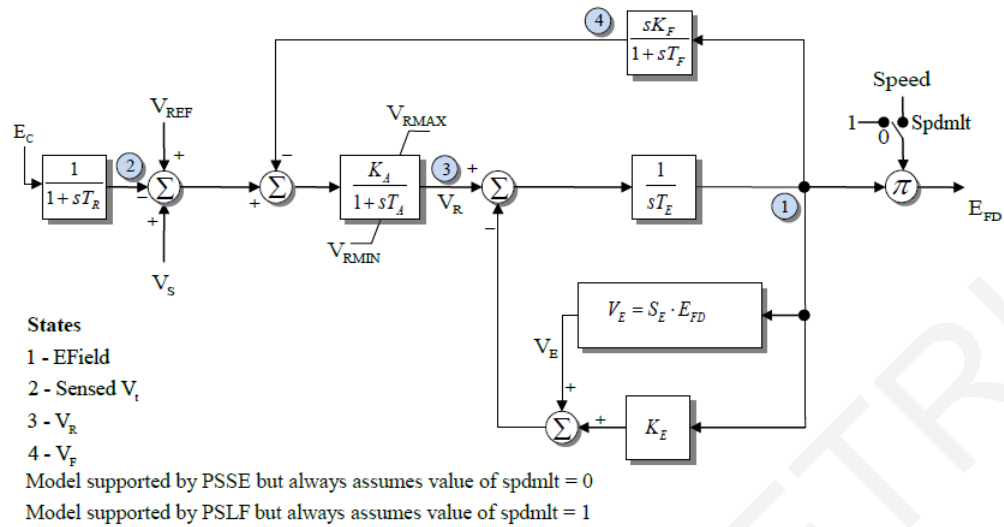 4
sK_F
1+sT_F
Speed
V_REF
V_RMAX
1
0
Spdmlt
E_C
1
1+sT_R
2
−
+
+
Σ
−
+
Σ
K_A
1+sT_A
3
V_R
+
−
Σ
1
sT_E
1
π
E_FD
V_RMIN
V_S
V_E = S_E · E_FD
V_E
+
+
Σ
K_E
States
1 - EField
2 - Sensed V_t
3 - V_R
4 - V_F
Model supported by PSSE but always assumes value of spdmlt = 0
Model supported by PSLF but always assumes value of spdmlt = 1
ETRI